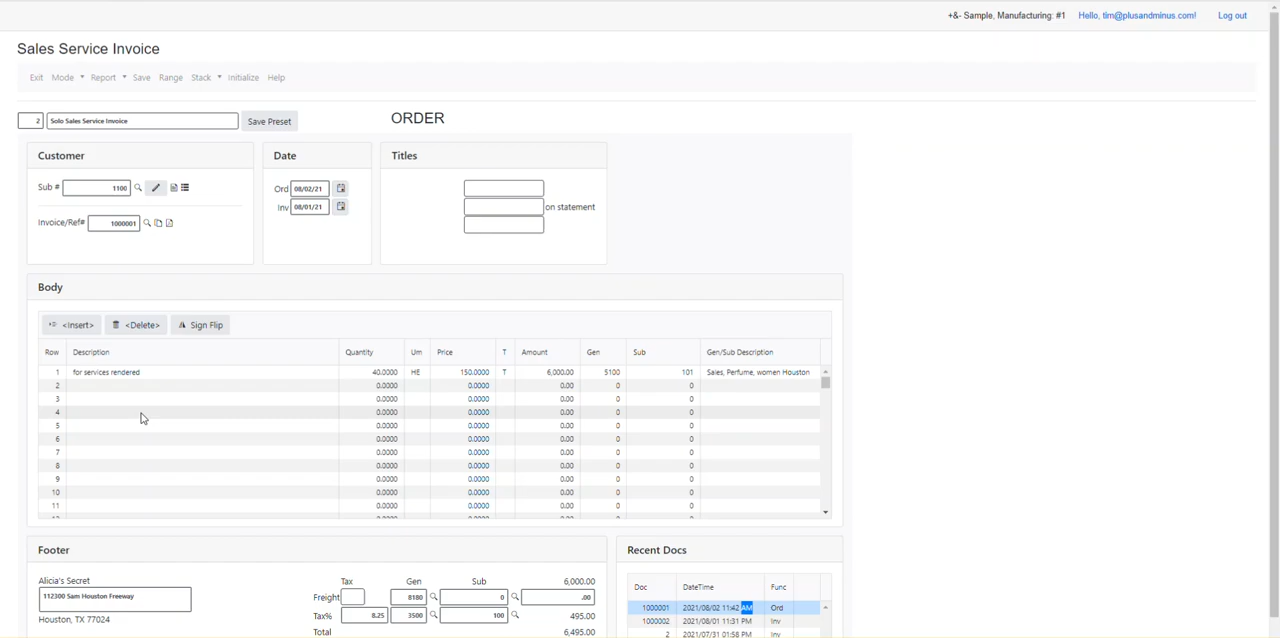 +&- Sample, Manufacturing: #1 Hello, tim@plusandminus.com! Log out
Sales Service Invoice
Exit Mode Report Save Range Stack Initialize Help
2 Solo Sales Service Invoice Save Preset ORDER
Customer Date Titles
Sub # 1100 Ord 08/02/21
Inv 08/01/21 on statement
Invoice/Ref# 1000001
Body
<Insert> <Delete> Sign Flip
Row Description Quantity Um Price T Amount Gen Sub Gen/Sub Description
1 for services rendered 40.0000 HE 150.0000 T 6,000.00 5100 101 Sales, Perfume, women Houston
2 0.0000 0.0000 0.00 0 0
3 0.0000 0.0000 0.00 0 0
4 0.0000 0.0000 0.00 0 0
5 0.0000 0.0000 0.00 0 0
6 0.0000 0.0000 0.00 0 0
7 0.0000 0.0000 0.00 0 0
8 0.0000 0.0000 0.00 0 0
9 0.0000 0.0000 0.00 0 0
10 0.0000 0.0000 0.00 0 0
11 0.0000 0.0000 0.00 0 0
Footer Recent Docs
Alicia's Secret Tax Gen Sub 6,000.00
112300 Sam Houston Freeway Freight 8180 0 .00
Houston, TX 77024 Tax% 8.25 3500 100 495.00
Total 6,495.00
Doc DateTime Func
1000001 2021/08/02 11:42 AM Ord
1000002 2021/08/01 11:31 PM Inv
2 2021/07/31 01:58 PM Inv